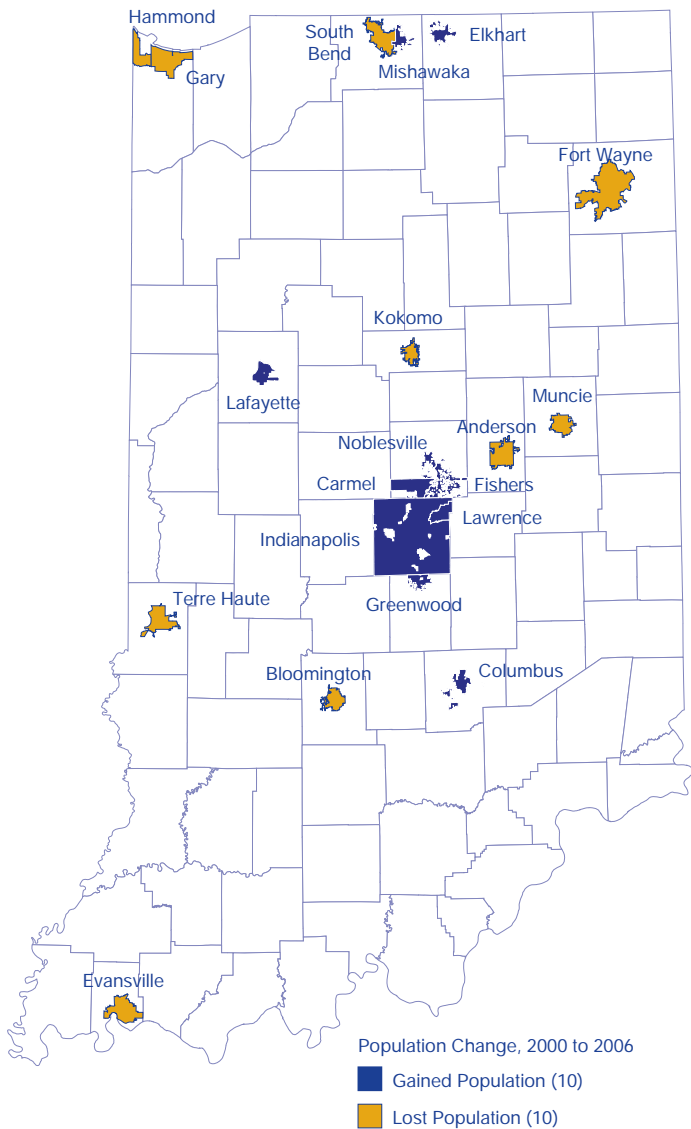 Hammond
Gary
South
Bend
Mishawaka
Elkhart
Fort Wayne
Kokomo
Lafayette
Muncie
Anderson
Noblesville
Carmel
Fishers
Lawrence
Indianapolis
Greenwood
Terre Haute
Bloomington
Columbus
Evansville
Population Change, 2000 to 2006
Gained Population (10)
Lost Population (10)